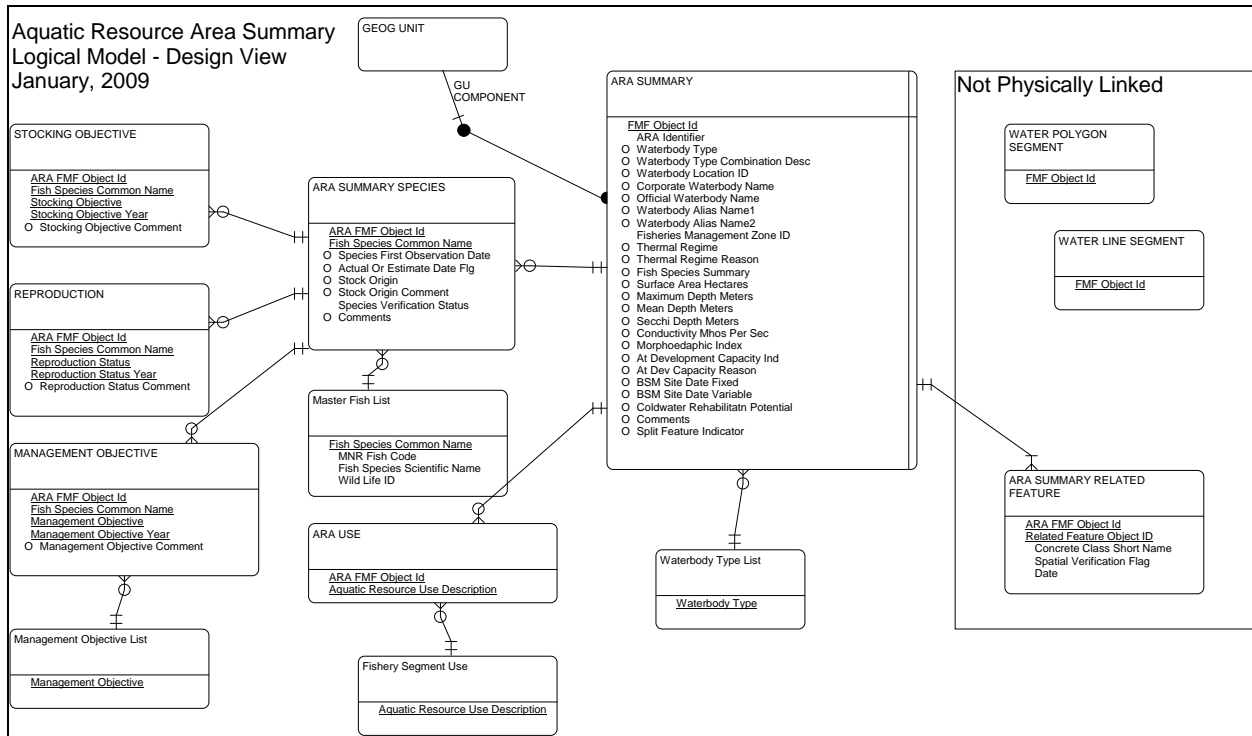 Aquatic Resource Area Summary
Logical Model - Design View
January, 2009
GEOG UNIT
GU
COMPONENT
STOCKING OBJECTIVE
ARA FMF Object Id
Fish Species Common Name
Stocking Objective
Stocking Objective Year
O Stocking Objective Comment
REPRODUCTION
ARA FMF Object Id
Fish Species Common Name
Reproduction Status
Reproduction Status Year
O Reproduction Status Comment
MANAGEMENT OBJECTIVE
ARA FMF Object Id
Fish Species Common Name
Management Objective
Management Objective Year
O Management Objective Comment
Management Objective List
Management Objective
ARA SUMMARY SPECIES
ARA FMF Object Id
Fish Species Common Name
O Species First Observation Date
O Actual Or Estimate Date Flg
O Stock Origin
O Stock Origin Comment
Species Verification Status
O Comments
Master Fish List
Fish Species Common Name
MNR Fish Code
Fish Species Scientific Name
Wild Life ID
ARA USE
ARA FMF Object Id
Aquatic Resource Use Description
Fishery Segment Use
Aquatic Resource Use Description
ARA SUMMARY
FMF Object Id
ARA Identifier
O Waterbody Type
O Waterbody Type Combination Desc
O Waterbody Location ID
O Corporate Waterbody Name
O Official Waterbody Name
O Waterbody Alias Name1
O Waterbody Alias Name2
Fisheries Management Zone ID
O Thermal Regime
O Thermal Regime Reason
O Fish Species Summary
O Surface Area Hectares
O Maximum Depth Meters
O Mean Depth Meters
O Secchi Depth Meters
O Conductivity Mhos Per Sec
O Morphoedaphic Index
O At Development Capacity Ind
O At Dev Capacity Reason
O BSM Site Date Fixed
O BSM Site Date Variable
O Coldwater Rehabilitatn Potential
O Comments
O Split Feature Indicator
Waterbody Type List
Waterbody Type
Not Physically Linked
WATER POLYGON
SEGMENT
FMF Object Id
WATER LINE SEGMENT
FMF Object Id
ARA SUMMARY RELATED
FEATURE
ARA FMF Object Id
Related Feature Object ID
Concrete Class Short Name
Spatial Verification Flag
Date